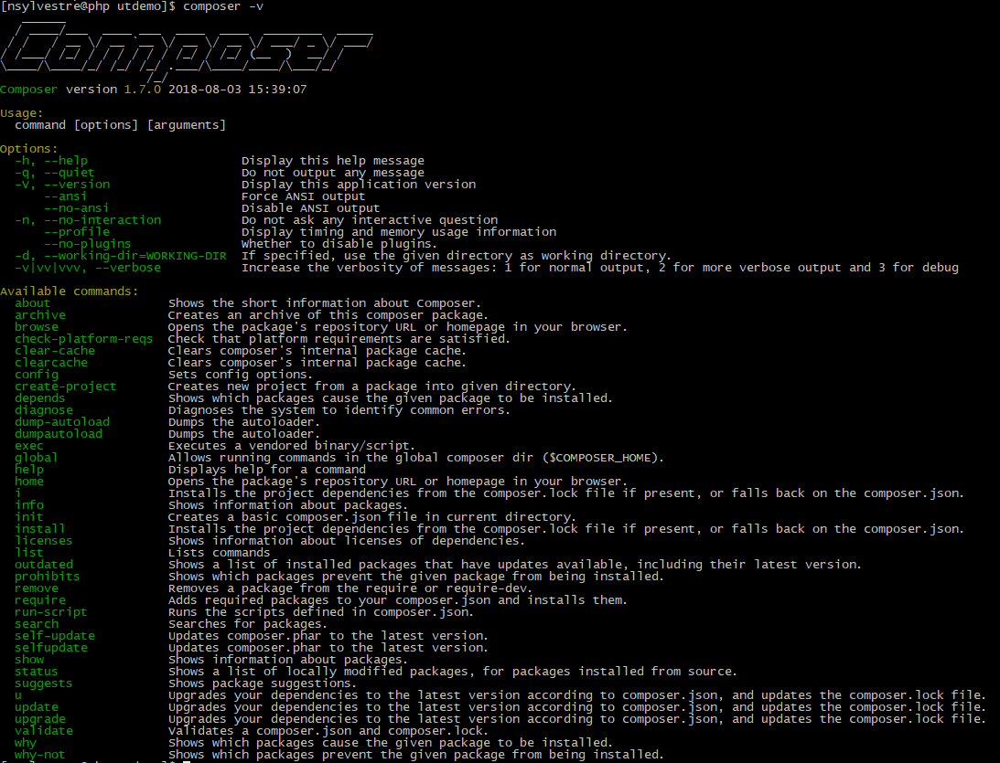 [nsylvestre@php utdemo]$ composer -v
Composer
Composer version 1.7.0 2018-08-03 15:39:07
Usage:
command [options] [arguments]
Options:
-h, --help Display this help message
-q, --quiet Do not output any message
-V, --version Display this application version
--ansi Force ANSI output
--no-ansi Disable ANSI output
-n, --no-interaction Do not ask any interactive question
--profile Display timing and memory usage information
--no-plugins Whether to disable plugins.
-d, --working-dir=WORKING-DIR If specified, use the given directory as working directory.
-v|vv|vvv, --verbose Increase the verbosity of messages: 1 for normal output, 2 for more verbose output and 3 for debug
Available commands:
about Shows the short information about Composer.
archive Creates an archive of this composer package.
browse Opens the package's repository URL or homepage in your browser.
check-platform-reqs Check that platform requirements are satisfied.
clear-cache Clears composer's internal package cache.
clearcache Clears composer's internal package cache.
config Sets config options.
create-project Creates new project from a package into given directory.
depends Shows which packages cause the given package to be installed.
diagnose Diagnoses the system to identify common errors.
dump-autoload Dumps the autoloader.
dumpautoload Dumps the autoloader.
exec Executes a vendored binary/script.
global Allows running commands in the global composer dir ($COMPOSER_HOME).
help Displays help for a command
home Opens the package's repository URL or homepage in your browser.
i Installs the project dependencies from the composer.lock file if present, or falls back on the composer.json.
info Shows information about packages.
init Creates a basic composer.json file in current directory.
install Installs the project dependencies from the composer.lock file if present, or falls back on the composer.json.
licenses Shows information about licenses of dependencies.
list Lists commands
outdated Shows a list of installed packages that have updates available, including their latest version.
prohibits Shows which packages prevent the given package from being installed.
remove Removes a package from the require or require-dev.
require Adds required packages to your composer.json and installs them.
run-script Runs the scripts defined in composer.json.
search Searches for packages.
self-update Updates composer.phar to the latest version.
selfupdate Updates composer.phar to the latest version.
show Shows information about packages.
status Shows a list of locally modified packages, for packages installed from source.
suggests Shows package suggestions.
u Upgrades your dependencies to the latest version according to composer.json, and updates the composer.lock file.
update Upgrades your dependencies to the latest version according to composer.json, and updates the composer.lock file.
upgrade Upgrades your dependencies to the latest version according to composer.json, and updates the composer.lock file.
validate Validates a composer.json and composer.lock.
why Shows which packages cause the given package to be installed.
why-not Shows which packages prevent the given package from being installed.